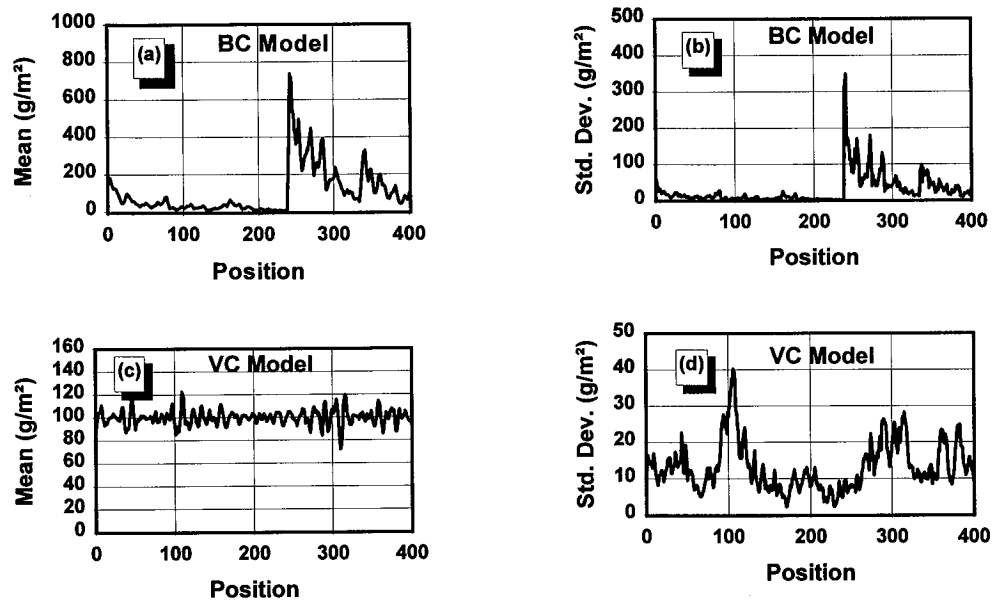 (a)
BC Model
Mean (g/m²)
1000
800
600
400
200
0
0 100 200 300 400
Position
(b)
BC Model
Std. Dev. (g/m²)
500
400
300
200
100
0
0 100 200 300 400
Position
(c)
VC Model
Mean (g/m²)
160
140
120
100
80
60
40
20
0
0 100 200 300 400
Position
(d)
VC Model
Std. Dev. (g/m²)
50
40
30
20
10
0
0 100 200 300 400
Position